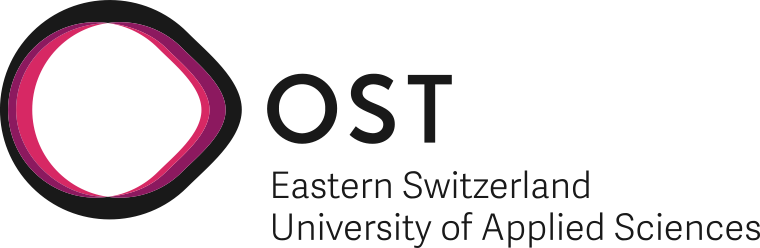 OST
Eastern Switzerland
University of Applied Sciences